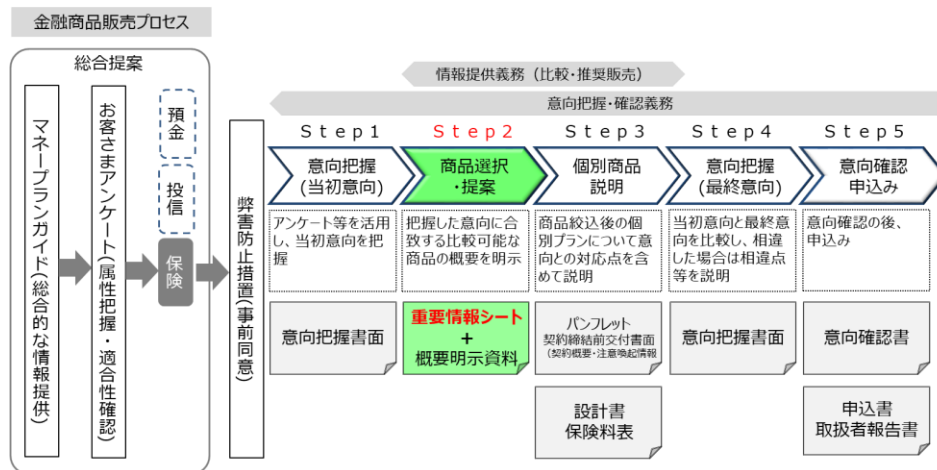 金融商品販売プロセス
総合提案
マネープランガイド(総合的な情報提供)
お客さまアンケート(属性把握・適合性確認)
預金
投信
保険
弊害防止措置(事前同意)
情報提供義務（比較・推奨販売）
意向把握・確認義務
Ｓｔｅｐ１
意向把握
(当初意向)
アンケート等を活用
し、当初意向を把
握
意向把握書面
Ｓｔｅｐ２
商品選択
・提案
把握した意向に合
致する比較可能な
商品の概要を明示
重要情報シート
+
概要明示資料
Ｓｔｅｐ３
個別商品
説明
商品絞込後の個
別プランについて意
向との対応点を含
めて説明
パンフレット
契約締結前交付書面
(契約概要・注意喚起情報
設計書
保険料表
Ｓｔｅｐ４
意向把握
(最終意向)
当初意向と最終意
向を比較し、相違
した場合は相違点
等を説明
意向把握書面
Ｓｔｅｐ５
意向確認
申込み
意向確認の後、
申込み
意向確認書
申込書
取扱者報告書